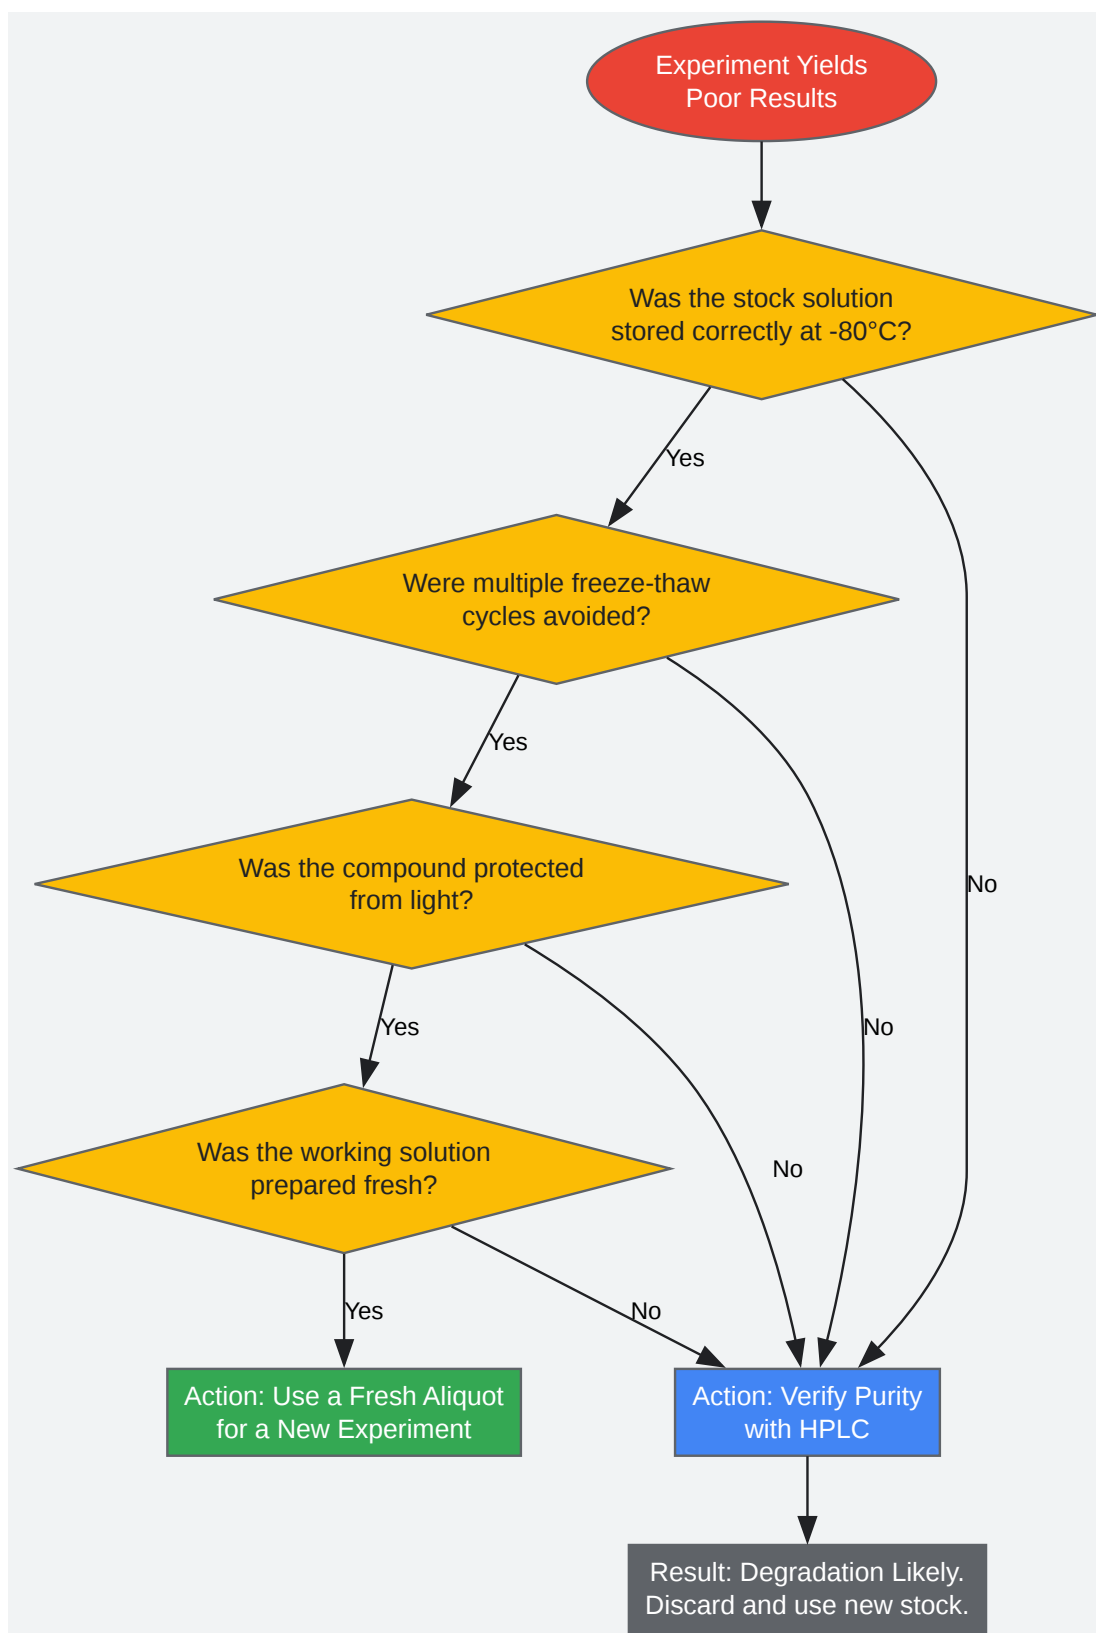 Experiment Yields
Poor Results
Was the stock solution
stored correctly at -80°C?
Yes
Were multiple freeze-thaw
cycles avoided?
Yes
Was the compound protected
from light?
No
Yes
No
Was the working solution
prepared fresh?
No
Yes
No
Action: Use a Fresh Aliquot
for a New Experiment
Action: Verify Purity
with HPLC
Result: Degradation Likely.
Discard and use new stock.